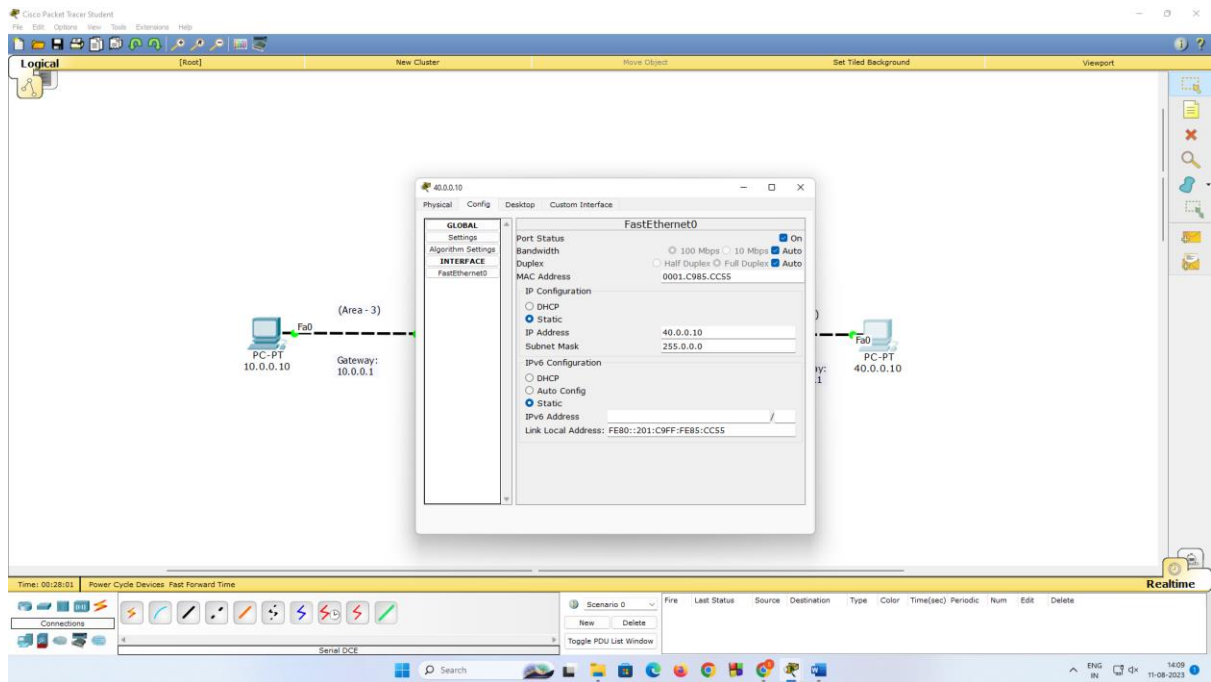 Cisco Packet Tracer Student
File Edit Options View Tools Extensions Help
Logical [Root] New Cluster Move Object Set Tiled Background Viewport
40.0.0.10
Physical Config Desktop Custom Interface
GLOBAL
Settings
Algorithm Settings
INTERFACE
FastEthernet0
FastEthernet0
Port Status On
Bandwidth 100 Mbps 10 Mbps Auto
Duplex Half Duplex Full Duplex Auto
MAC Address 0001.C985.CC55
IP Configuration
DHCP
Static
IP Address 40.0.0.10
Subnet Mask 255.0.0.0
IPv6 Configuration
DHCP
Auto Config
Static
IPv6 Address /
Link Local Address: FE80::201:C9FF:FE85:CC55
(Area - 3)
Fa0
PC-PT
10.0.0.10
Gateway:
10.0.0.1
)
Fa0
PC-PT
40.0.0.10
ay:
.1
Time: 00:28:01 Power Cycle Devices Fast Forward Time Realtime
Connections
Serial DCE
Scenario 0
New Delete
Toggle PDU List Window
Fire Last Status Source Destination Type Color Time(sec) Periodic Num Edit Delete
Search
ENG
IN
14:09
11-08-2023